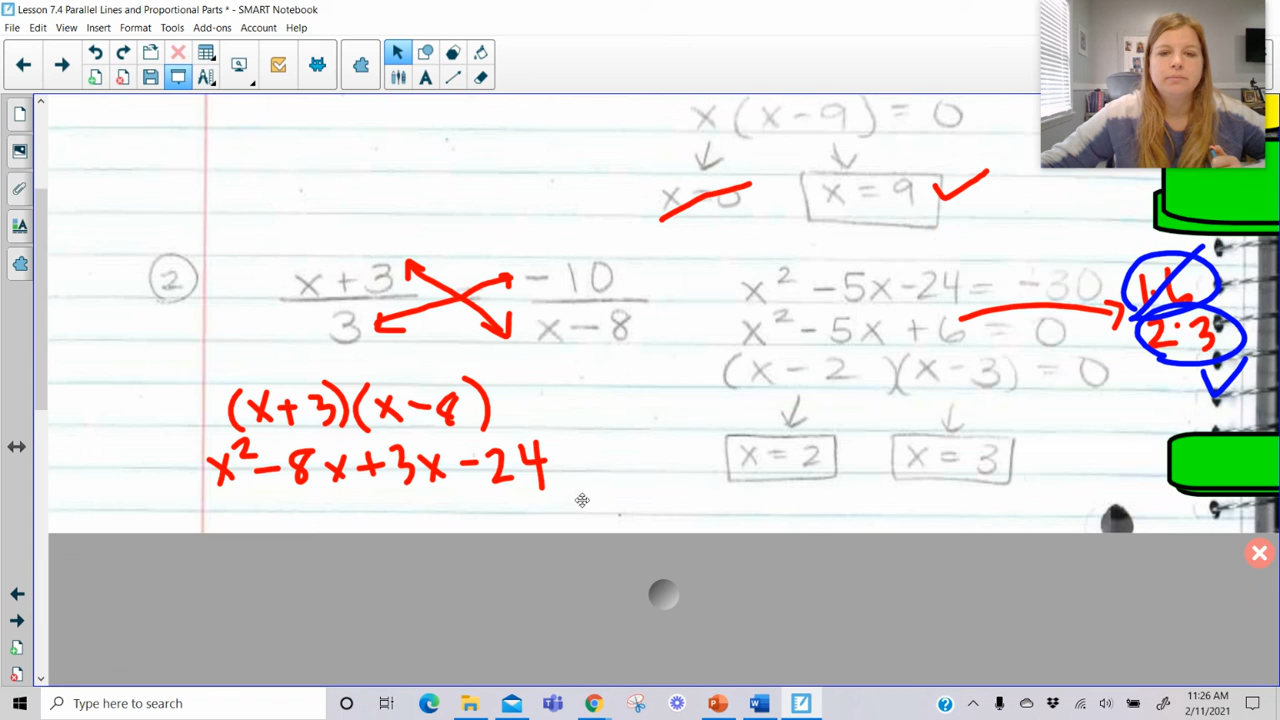 Lesson 7.4 Parallel Lines and Proportional Parts * - SMART Notebook
File Edit View Insert Format Tools Add-ons Account Help
x (x - 9) = 0
x = 0 x = 9
2 x + 3 - 10 x² - 5x - 24 = - 30 1 · 6
3 x - 8 x² - 5x + 6 = 0 2 · 3
(x - 2 )(x - 3) = 0
(x + 3)(x - 8)
x² - 8x + 3x - 24 x = 2 x = 3
Type here to search
11:26 AM
2/11/2021